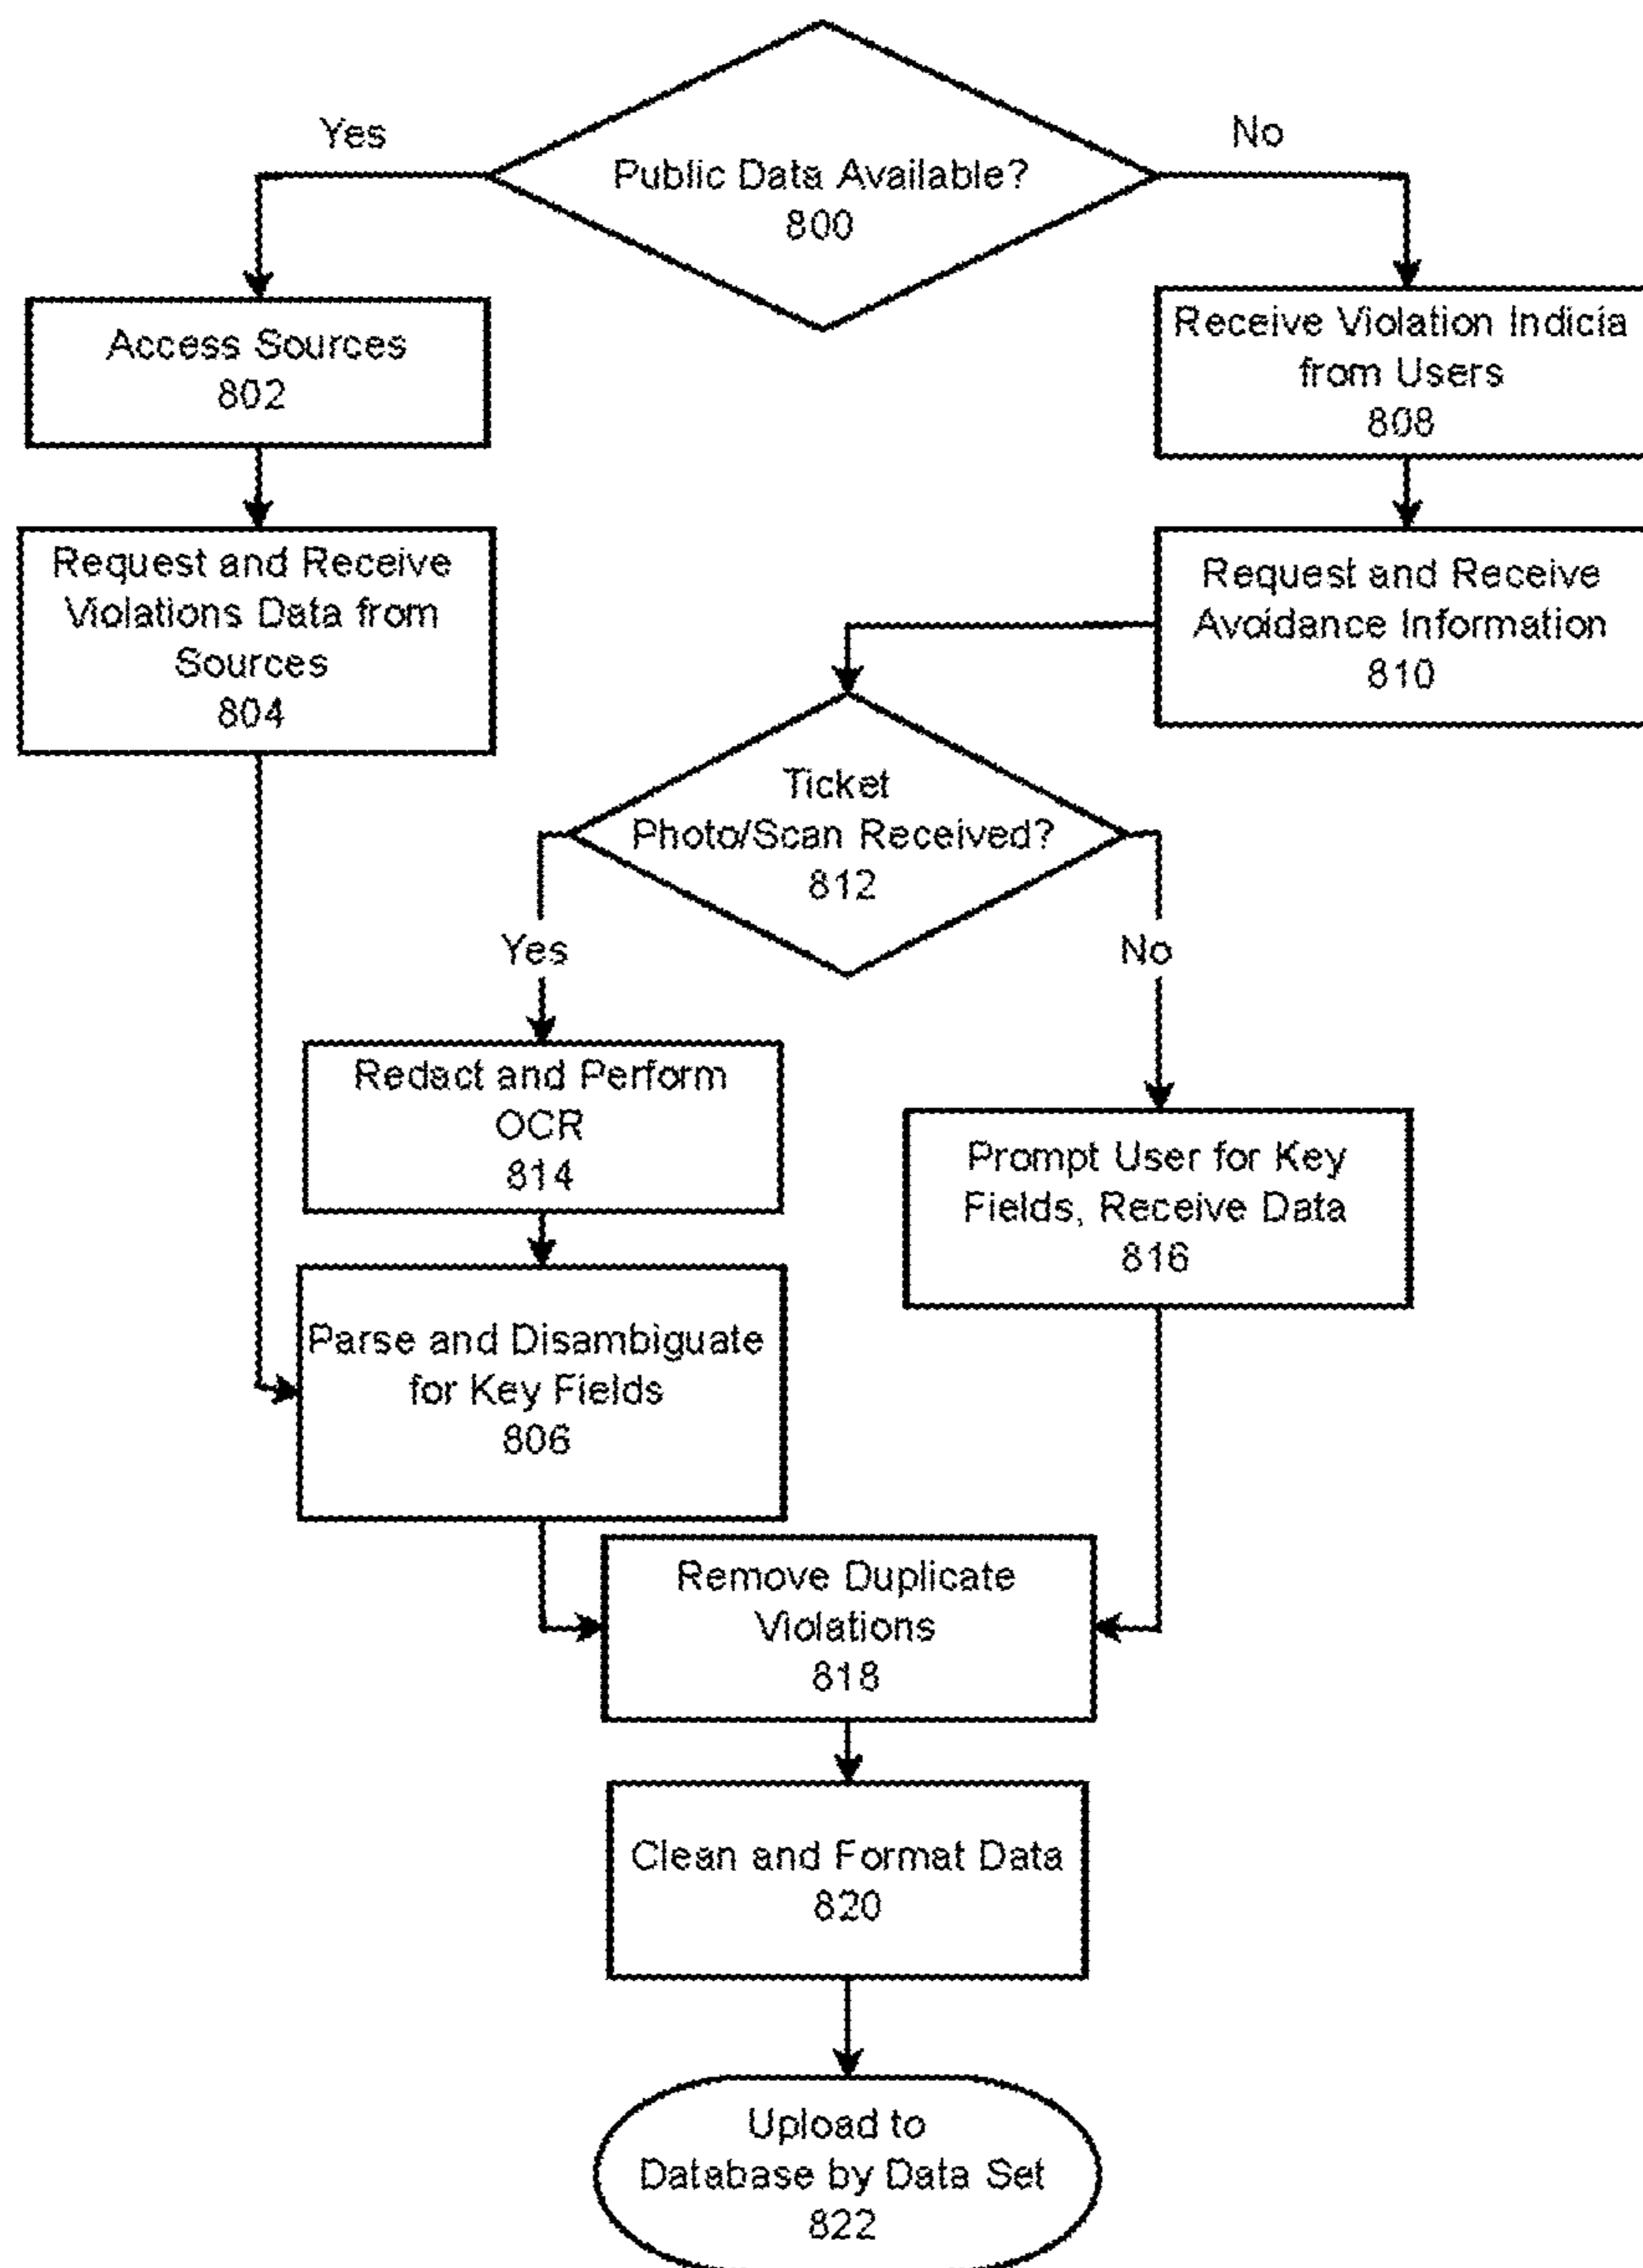 Yes
No
Public Data Available?
800
Access Sources
802
Receive Violation Indicia
from Users
808
Request and Receive
Violations Data from
Sources
804
Request and Receive
Avoidance Information
810
Ticket
Photo/Scan Received?
812
Yes
No
Redact and Perform
OCR
814
Prompt User for Key
Fields, Receive Data
816
Parse and Disambiguate
for Key Fields
806
Remove Duplicate
Violations
818
Clean and Format Data
820
Upload to
Database by Data Set
822